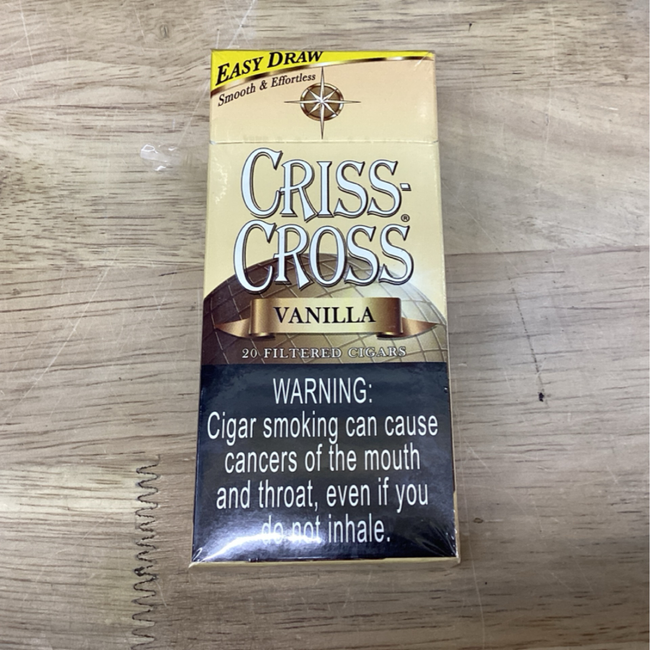 EASY DRAW
Smooth & Effortless
CRISS-
CROSS®
VANILLA
20 FILTERED CIGARS
WARNING:
Cigar smoking can cause
cancers of the mouth
and throat, even if you
do not inhale.